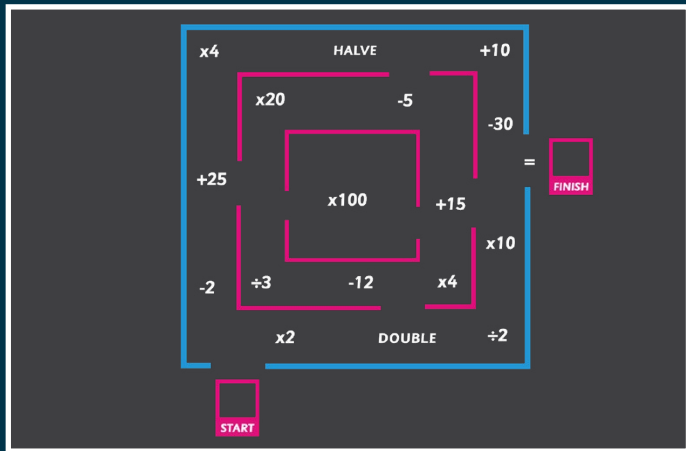 x4 HALVE +10
x20 -5
-30
= FINISH
+25 x100 +15
x10
-2 ÷3 -12 x4
x2 DOUBLE ÷2
START